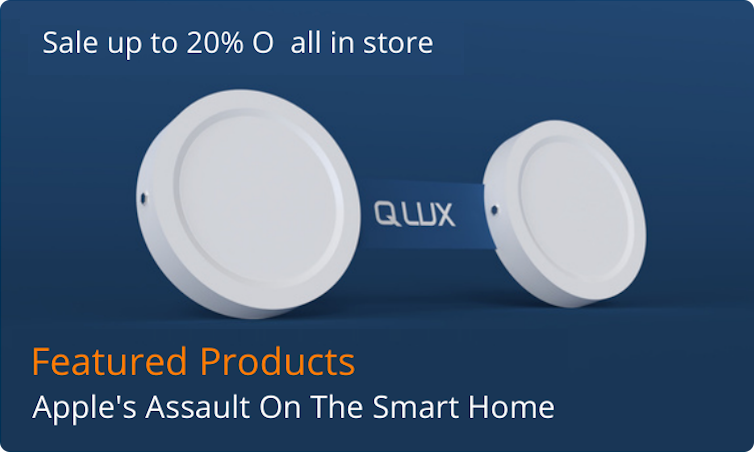 Sale up to 20% O all in store
QLUX
Featured Products
Apple's Assault On The Smart Home